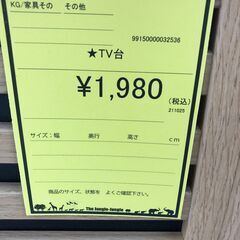 KG/家具その その他
99150000032536
★TV台
¥1,980
(税込)
211025
サイズ:幅 奥行 高さ cm
商品のサイズ、状態を よくご確認下さい。
The Jungle-Jungle